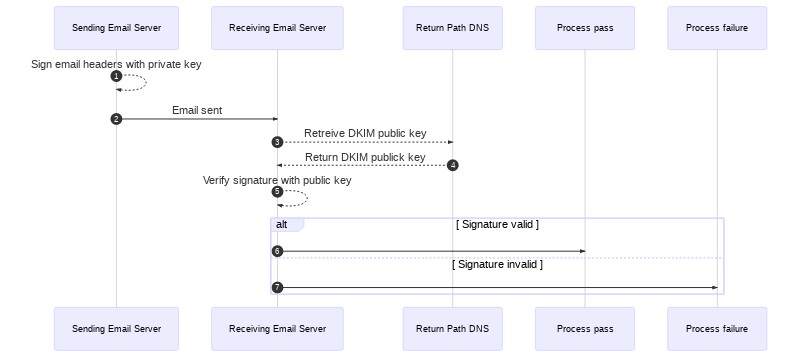 Sending Email Server
Receiving Email Server
Return Path DNS
Process pass
Process failure
Sign email headers with private key
1
Email sent
2
Retreive DKIM public key
3
Return DKIM publick key
4
Verify signature with public key
5
alt
[ Signature valid ]
6
[ Signature invalid ]
7
Sending Email Server
Receiving Email Server
Return Path DNS
Process pass
Process failure